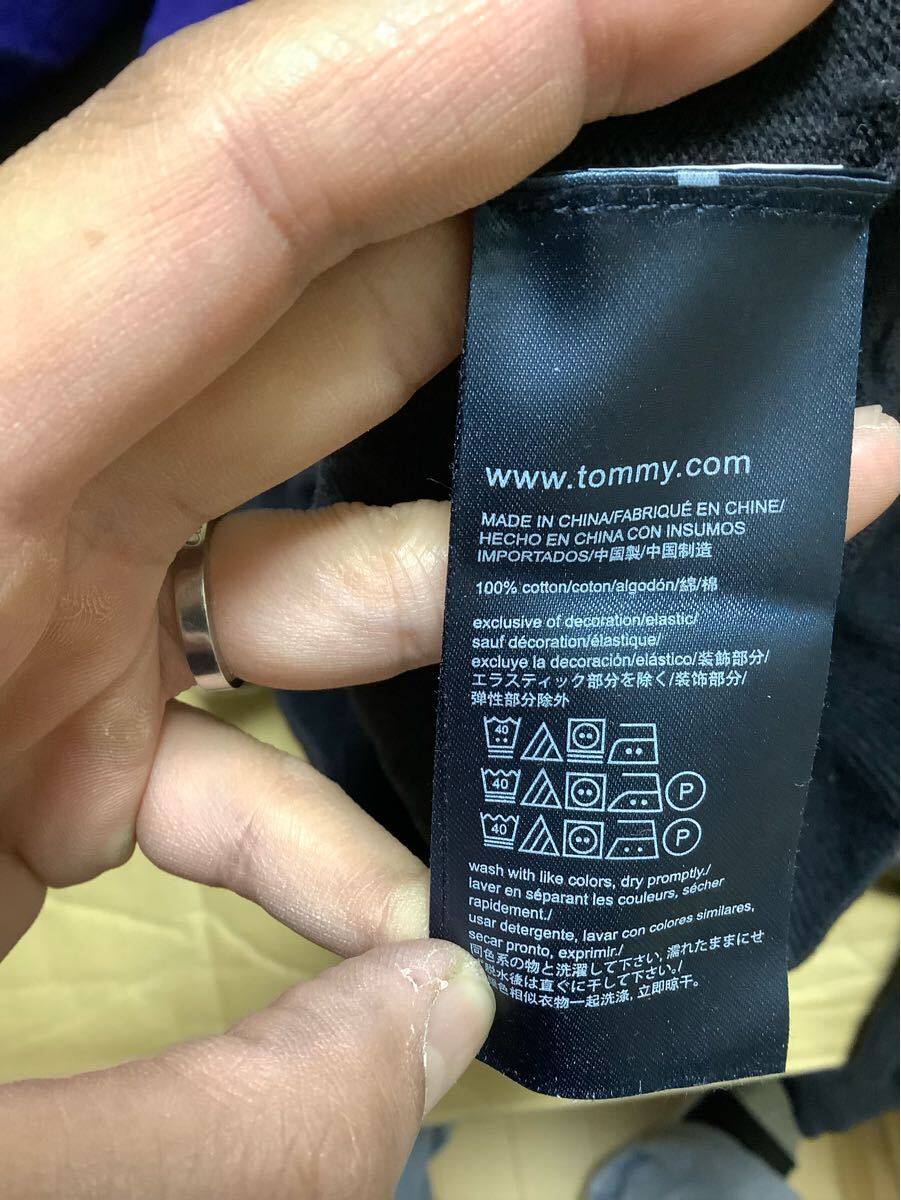 www.tommy.com
MADE IN CHINA/FABRIQUÉ EN CHINE/
HECHO EN CHINA CON INSUMOS
IMPORTADOS/中国製/中国制造
100% cotton/coton/algodón/綿/棉
exclusive of decoration/elastic/
sauf décoration/élastique/
excluye la decoración/elástico/装飾部分/
エラスティック部分を除く/装饰部分/
弹性部分除外
40
40 P
40 P
wash with like colors, dry promptly./
laver en séparant les couleurs, sécher
rapidement./
usar detergente, lavar con colores similares,
secar pronto, exprimir./
同色系の物と洗濯して下さい, 濡れたままにせ
脱水後は直ぐに干して下さい。/
色相似衣物一起洗涤, 立即晾干。